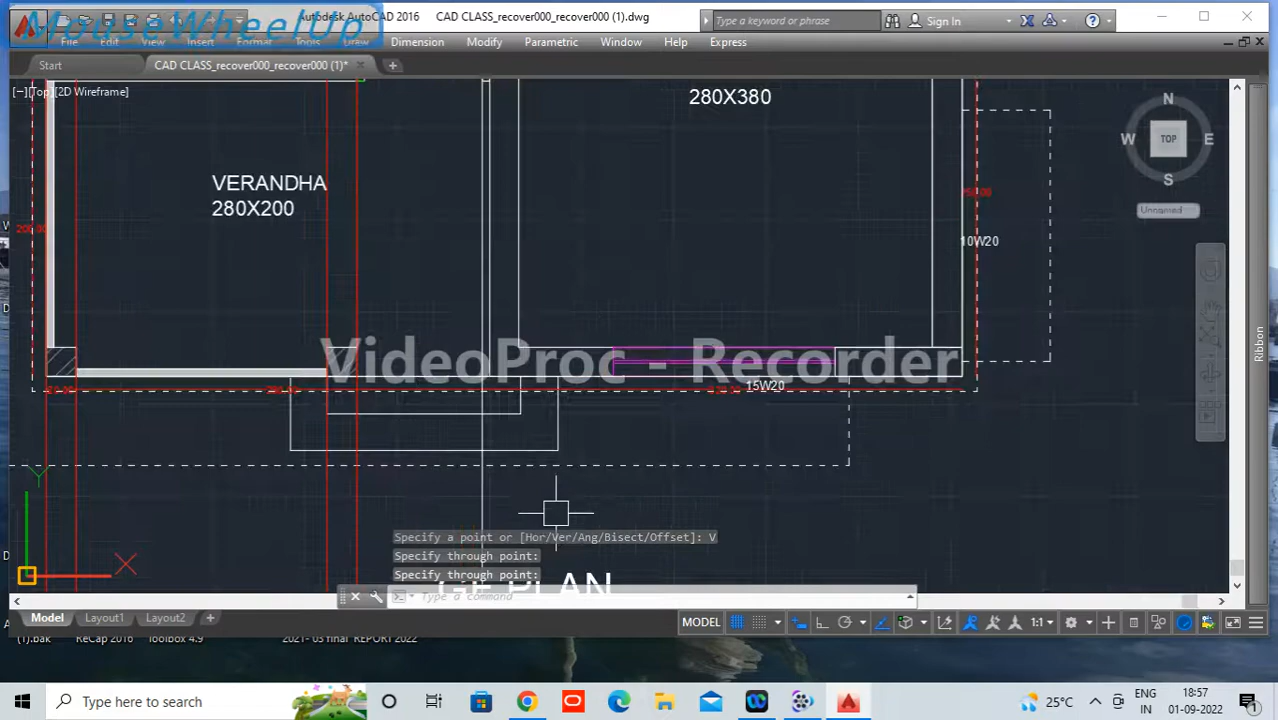 MouseWheelUp
Autodesk AutoCAD 2016 CAD CLASS_recover000_recover000 (1).dwg
Type a keyword or phrase
Sign In
File Edit View Insert Format Tools Draw Dimension Modify Parametric Window Help Express
Start
CAD CLASS_recover000_recover000 (1)*
[−][Top][2D Wireframe]
280X380
N
W TOP E
S
Unnamed
VERANDHA
280X200
10W20
Ribbon
VideoProc - Recorder
15W20
Y
X
Specify a point or [Hor/Ver/Ang/Bisect/Offset]: V
Specify through point:
Specify through point:
PLAN
Type a command
Model Layout1 Layout2
MODEL
1:1
(1).bak
ReCap 2016
Toolbox 4.9
2021- 03 final REPORT 2022
Type here to search
25°C
ENG
IN
18:57
01-09-2022